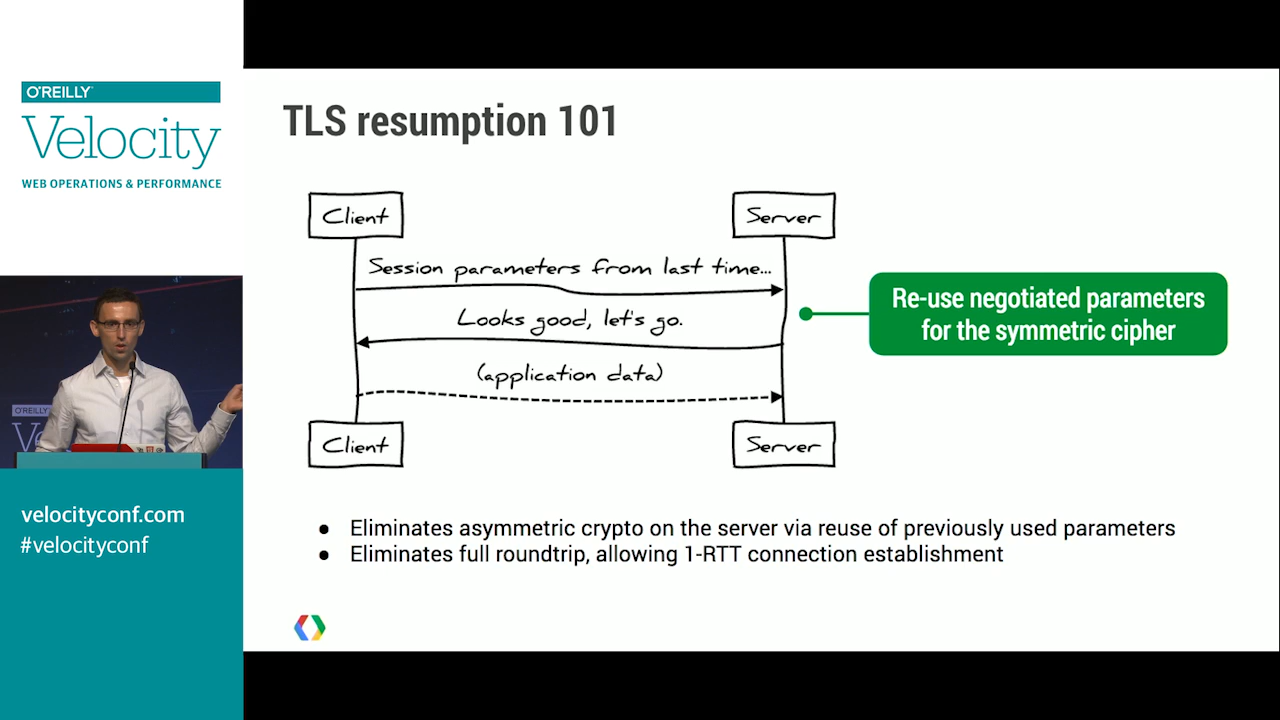 O'REILLY
Velocity
WEB OPERATIONS & PERFORMANCE
O'REILLY
velocityconf.com
#velocityconf
TLS resumption 101
Client
Server
Session parameters from last time...
Looks good, let's go.
(application data)
Client
Server
Re-use negotiated parameters
for the symmetric cipher
● Eliminates asymmetric crypto on the server via reuse of previously used parameters
● Eliminates full roundtrip, allowing 1-RTT connection establishment